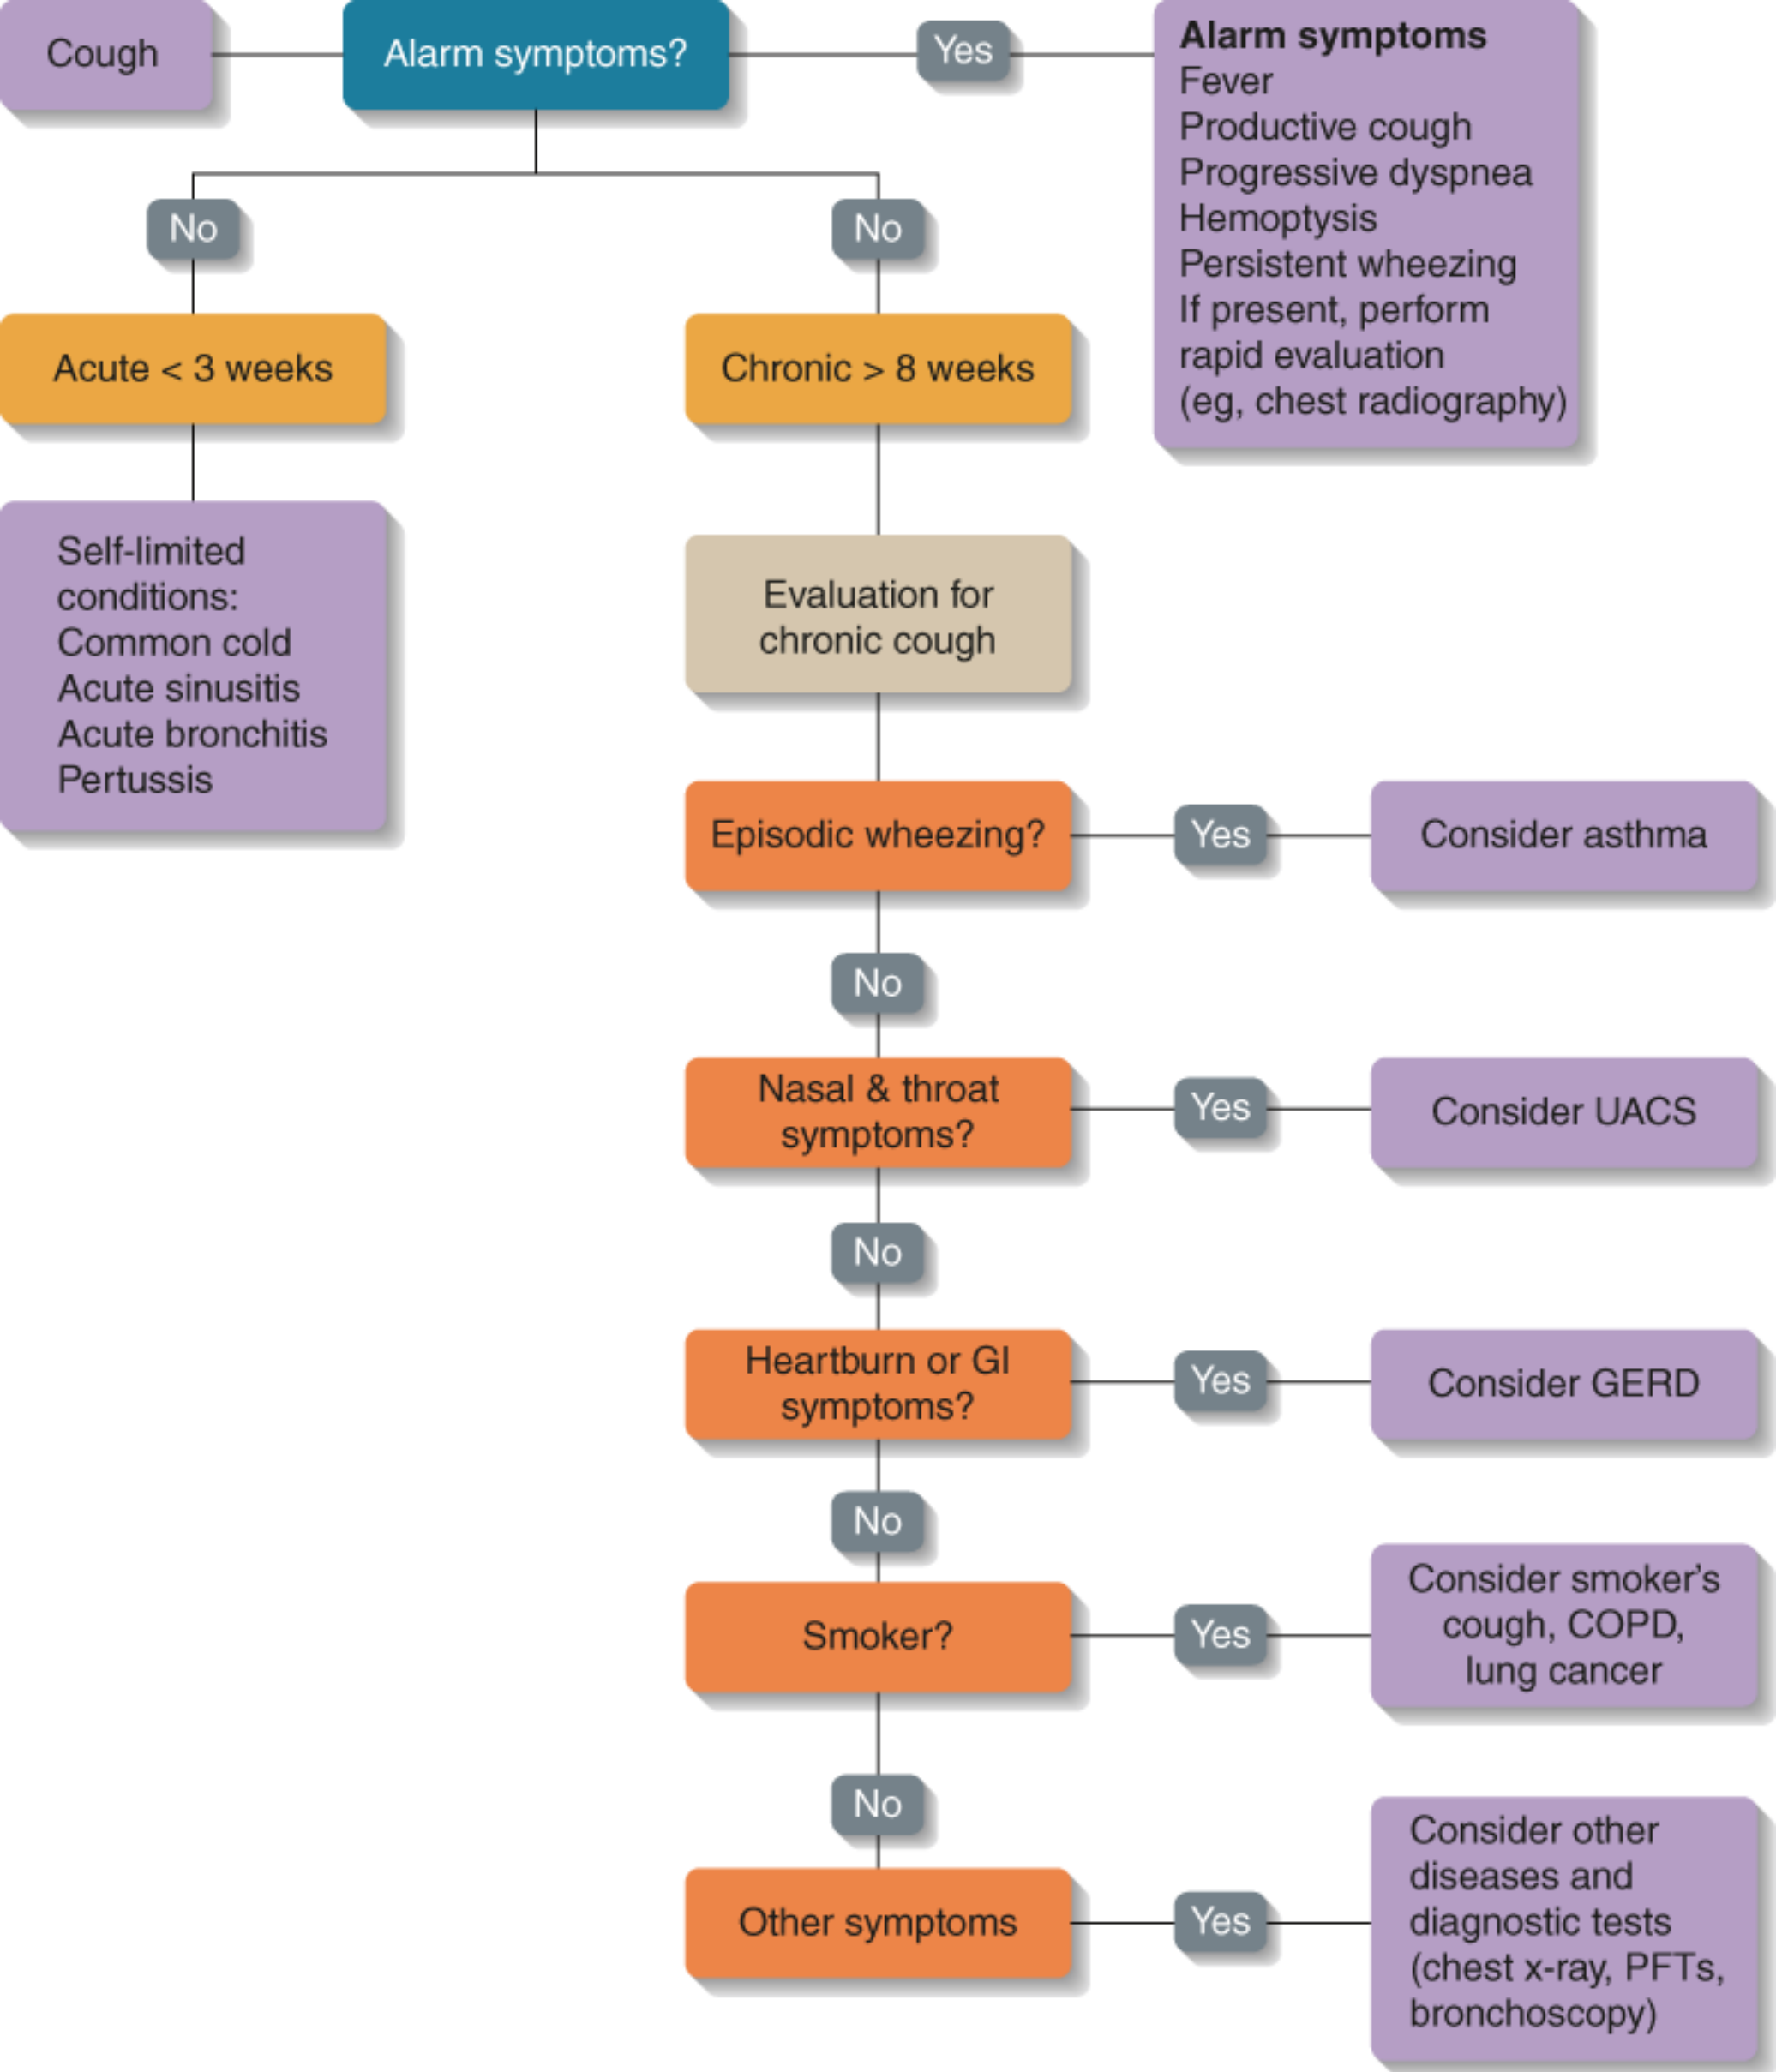 Cough
Alarm symptoms?
Yes
Alarm symptoms
Fever
Productive cough
Progressive dyspnea
Hemoptysis
Persistent wheezing
If present, perform
rapid evaluation
(eg, chest radiography)
No
No
Acute < 3 weeks
Chronic > 8 weeks
Self-limited
conditions:
Common cold
Acute sinusitis
Acute bronchitis
Pertussis
Evaluation for
chronic cough
Episodic wheezing?
Yes
Consider asthma
No
Nasal & throat
symptoms?
Yes
Consider UACS
No
Heartburn or GI
symptoms?
Yes
Consider GERD
No
Smoker?
Yes
Consider smoker’s
cough, COPD,
lung cancer
No
Other symptoms
Yes
Consider other
diseases and
diagnostic tests
(chest x-ray, PFTs,
bronchoscopy)